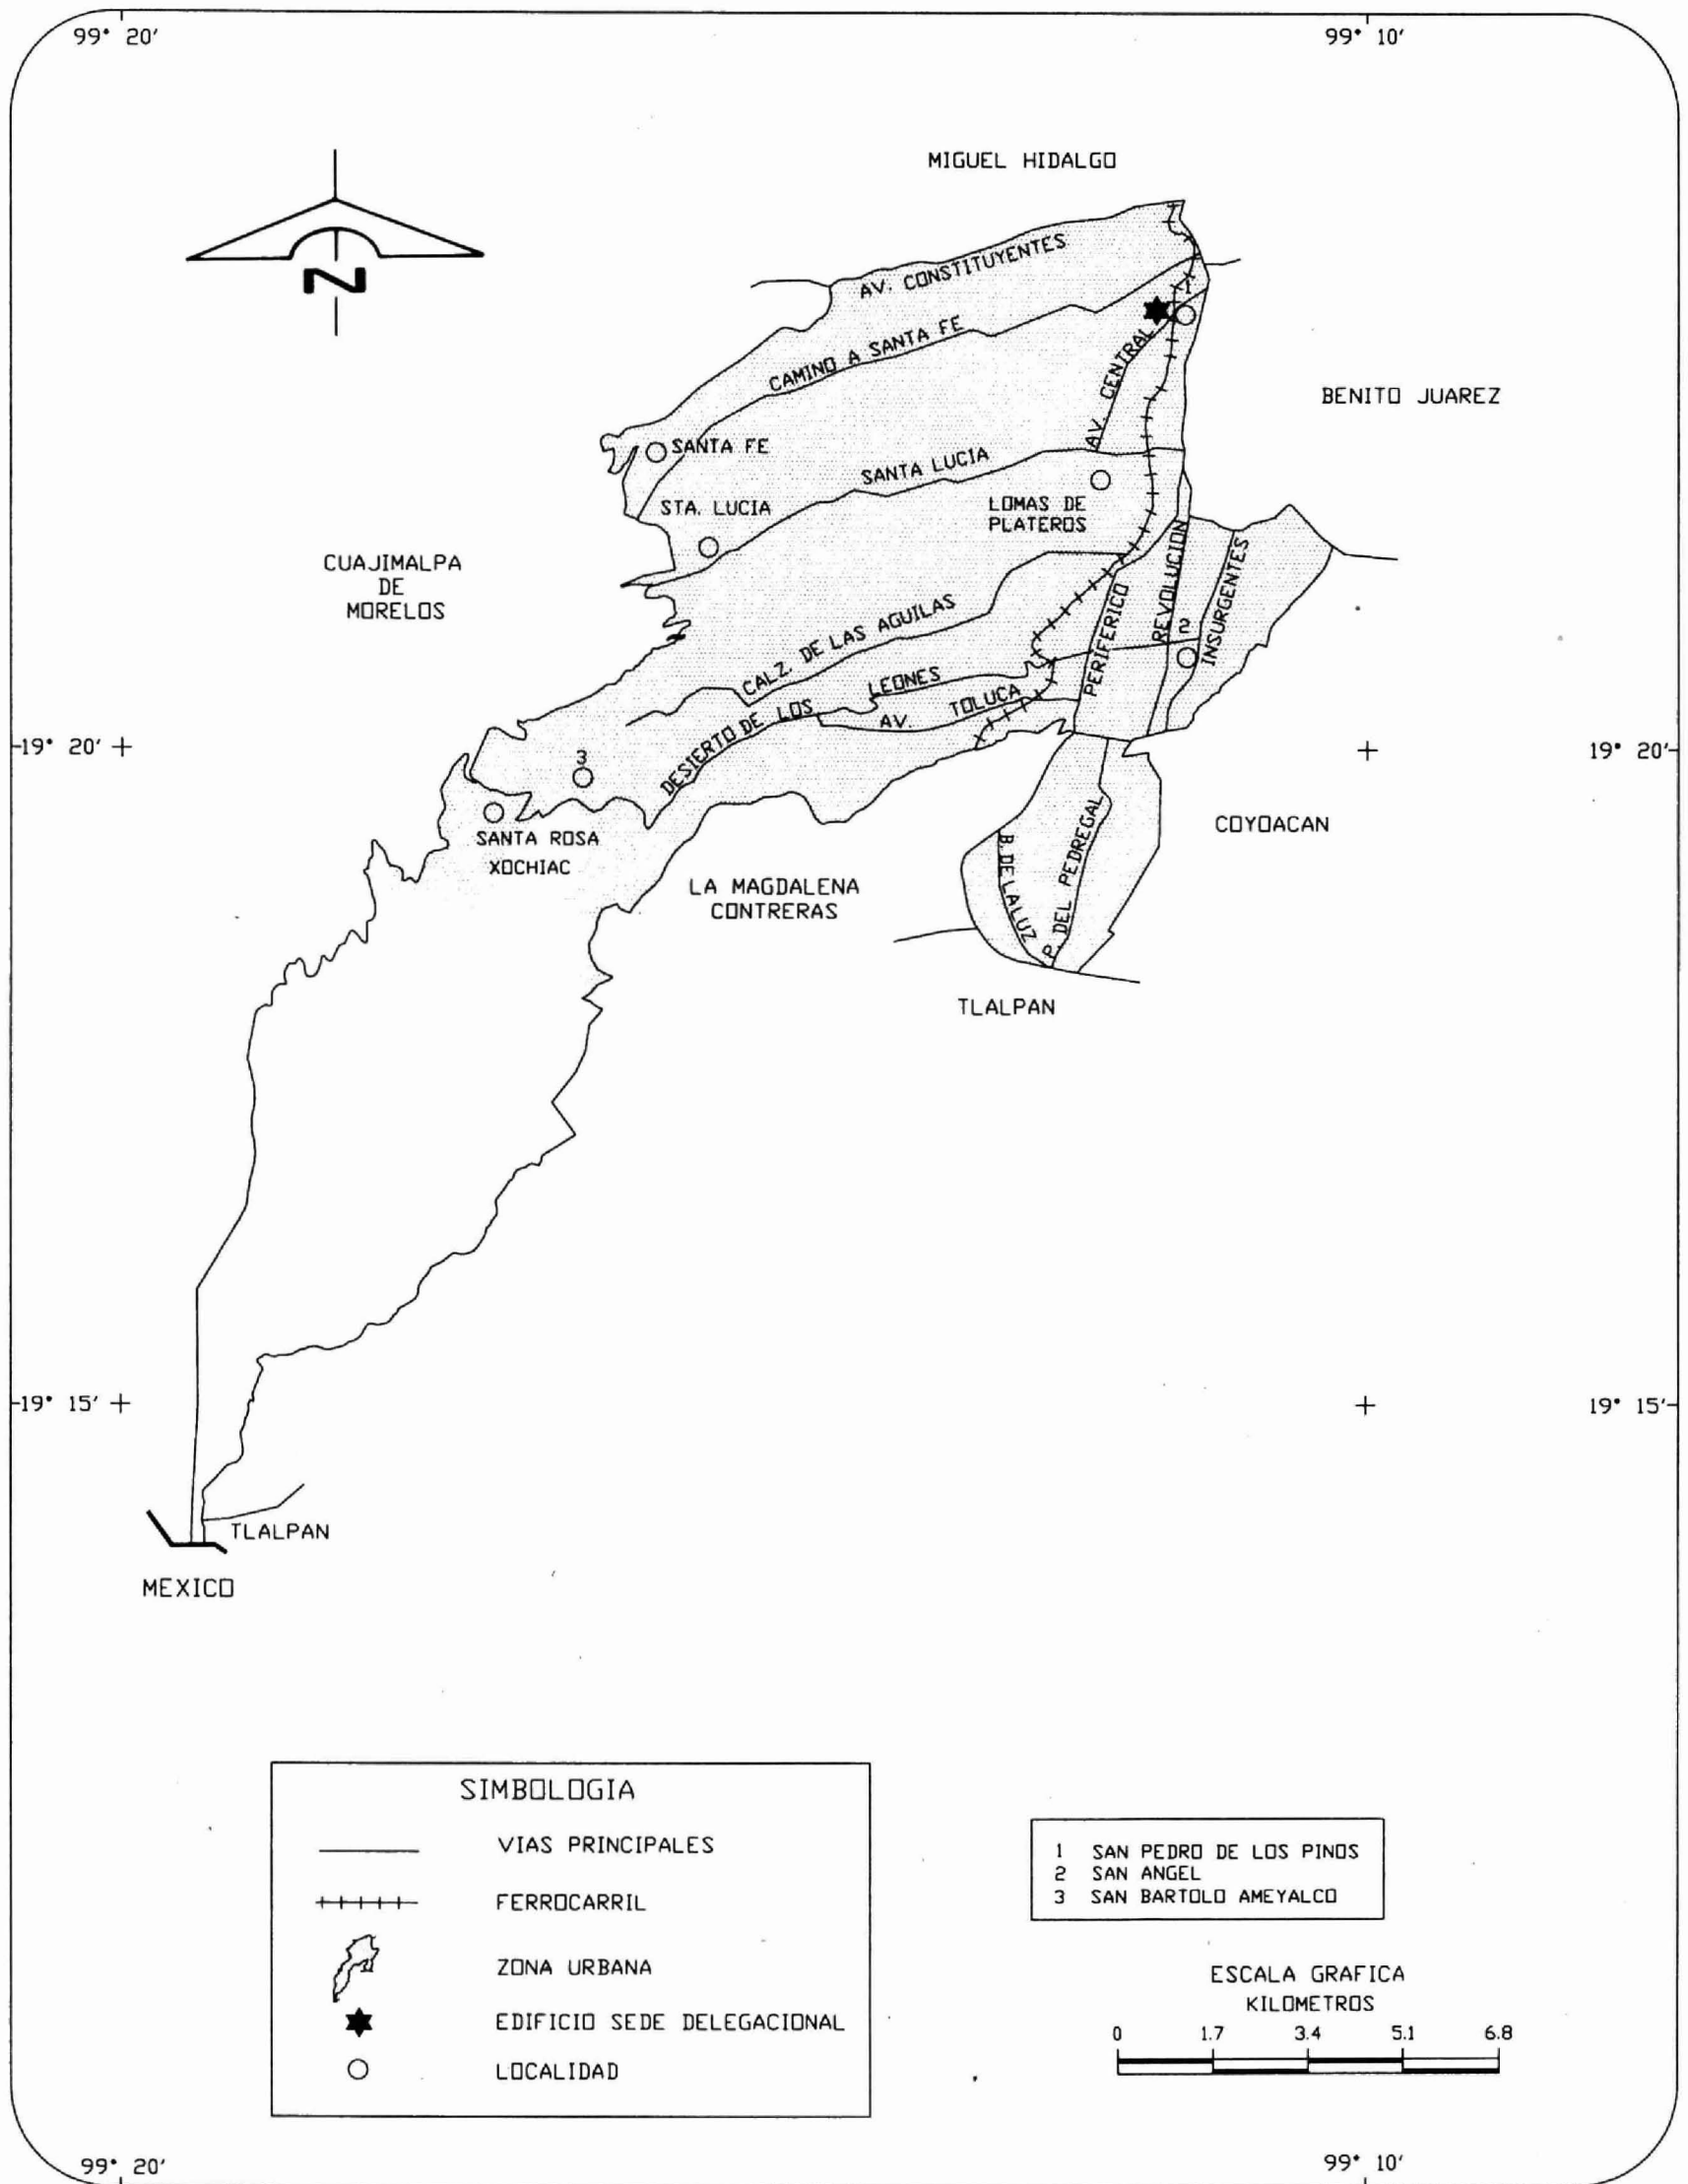 99° 20'
99° 10'
MIGUEL HIDALGO
N
AV. CONSTITUYENTES
1
CAMINO A SANTA FE
AV. CENTRAL
BENITO JUAREZ
SANTA FE
SANTA LUCIA
STA. LUCIA
LOMAS DE
PLATEROS
CUAJIMALPA
DE
MORELOS
REVOLUCION
INSURGENTES
PERIFERICO
2
CALZ. DE LAS AGUILAS
DESIERTO DE LOS LEONES
AV. TOLUCA
19° 20'
19° 20'
3
SANTA ROSA
XOCHIAC
COYOACAN
B. DE LA LUZ
P. DEL PEDREGAL
LA MAGDALENA
CONTRERAS
TLALPAN
19° 15'
19° 15'
TLALPAN
MEXICO
SIMBOLOGIA
VIAS PRINCIPALES
FERROCARRIL
ZONA URBANA
EDIFICIO SEDE DELEGACIONAL
LOCALIDAD
1 SAN PEDRO DE LOS PINOS
2 SAN ANGEL
3 SAN BARTOLO AMEYALCO
ESCALA GRAFICA
KILOMETROS
0 1.7 3.4 5.1 6.8
99° 20'
99° 10'